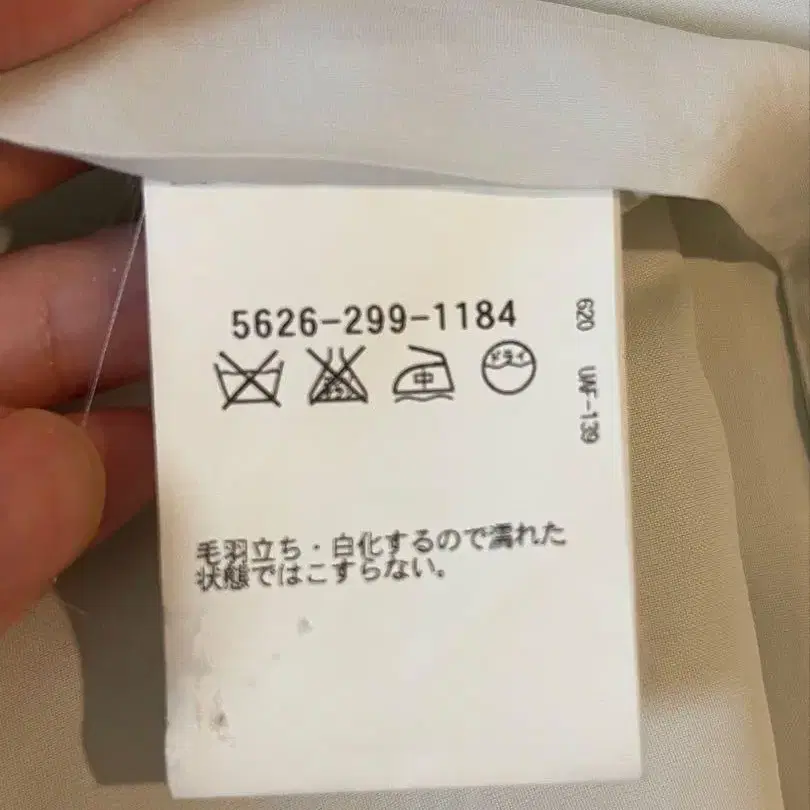 5626-299-1184
中
ドライ
620 UAF-139
毛羽立ち・白化するので濡れた
状態ではこすらない。